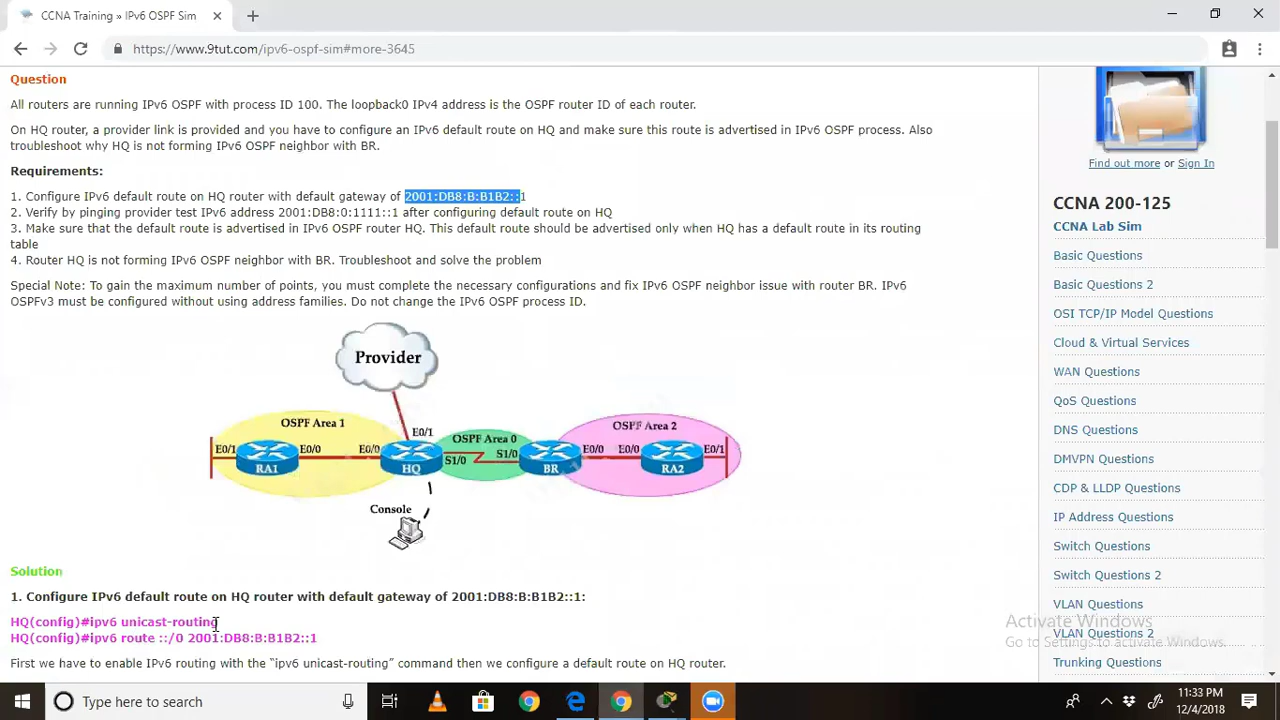 CCNA Training » IPv6 OSPF Sim
https://www.9tut.com/ipv6-ospf-sim#more-3645
Question
All routers are running IPv6 OSPF with process ID 100. The loopback0 IPv4 address is the OSPF router ID of each router.
On HQ router, a provider link is provided and you have to configure an IPv6 default route on HQ and make sure this route is advertised in IPv6 OSPF process. Also
troubleshoot why HQ is not forming IPv6 OSPF neighbor with BR.
Requirements:
1. Configure IPv6 default route on HQ router with default gateway of 2001:DB8:B:B1B2::1
2. Verify by pinging provider test IPv6 address 2001:DB8:0:1111::1 after configuring default route on HQ
3. Make sure that the default route is advertised in IPv6 OSPF router HQ. This default route should be advertised only when HQ has a default route in its routing
table
4. Router HQ is not forming IPv6 OSPF neighbor with BR. Troubleshoot and solve the problem
Special Note: To gain the maximum number of points, you must complete the necessary configurations and fix IPv6 OSPF neighbor issue with router BR. IPv6
OSPFv3 must be configured without using address families. Do not change the IPv6 OSPF process ID.
Provider
OSPF Area 1
E0/1
OSPF Area 0
OSPF Area 2
E0/1 E0/0 E0/0 S1/0 S1/0 E0/0 E0/0 E0/1
RA1 HQ BR RA2
Console
Solution
1. Configure IPv6 default route on HQ router with default gateway of 2001:DB8:B:B1B2::1:
HQ(config)#ipv6 unicast-routing
HQ(config)#ipv6 route ::/0 2001:DB8:B:B1B2::1
First we have to enable IPv6 routing with the “ipv6 unicast-routing” command then we configure a default route on HQ router.
Find out more or Sign In
CCNA 200-125
CCNA Lab Sim
Basic Questions
Basic Questions 2
OSI TCP/IP Model Questions
Cloud & Virtual Services
WAN Questions
QoS Questions
DNS Questions
DMVPN Questions
CDP & LLDP Questions
IP Address Questions
Switch Questions
Switch Questions 2
VLAN Questions
VLAN Questions 2
Trunking Questions
Activate Windows
Go to Settings to activate Windows.
Type here to search
11:33 PM
12/4/2018